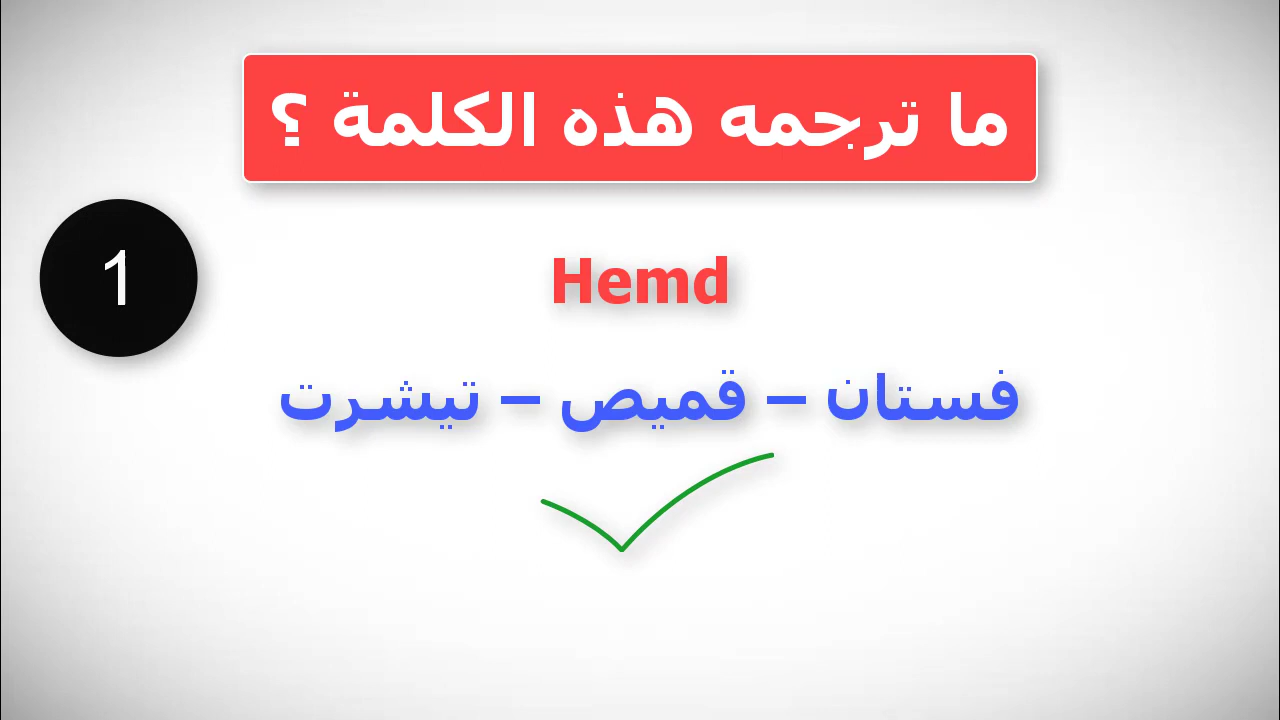 ما ترجمه هذه الكلمة ؟
1
Hemd
فستان – قميص – تيشرت